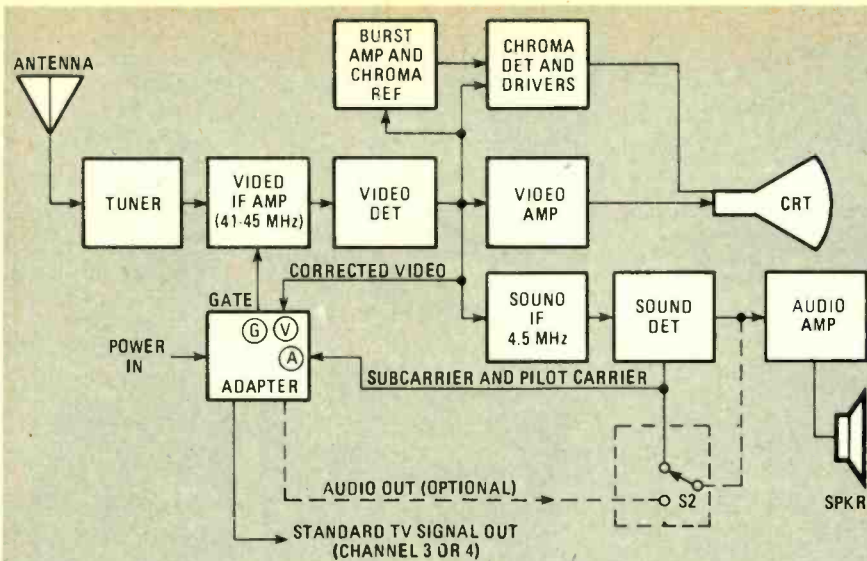 ANTENNA
BURST
AMP AND
CHROMA
REF
CHROMA
DET AND
DRIVERS
TUNER
VIDEO
IF AMP
(41-45 MHz)
VIDEO
DET
VIDEO
AMP
CRT
CORRECTED VIDEO
GATE
SOUND
IF
4.5 MHz
SOUND
DET
AUDIO
AMP
POWER
IN
G
V
A
ADAPTER
SUBCARRIER AND PILOT CARRIER
AUDIO OUT (OPTIONAL)
S2
SPKR
STANDARD TV SIGNAL OUT
(CHANNEL 3 OR 4)